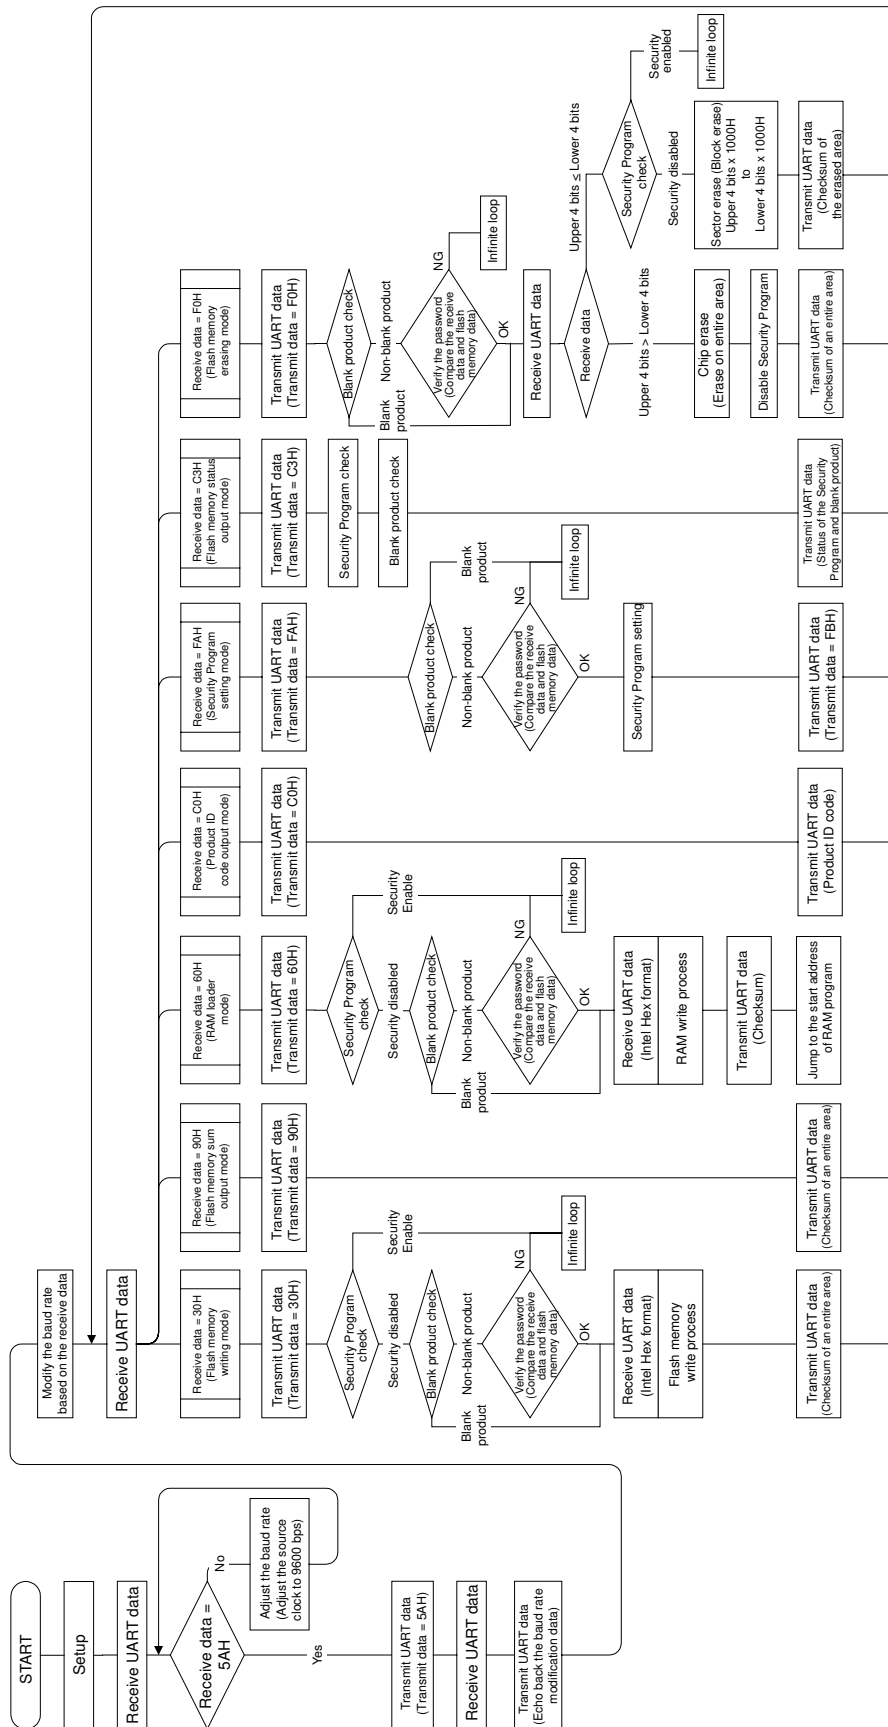 START
Setup
Receive UART data
Receive data =
5AH
No
Adjust the baud rate
(Adjust the source
clock to 9600 bps)
Yes
Transmit UART data
(Transmit data = 5AH)
Receive UART data
Transmit UART data
(Echo back the baud rate
modification data)
Modify the baud rate
based on the receive data
Receive UART data
Receive data = 30H
(Flash memory
writing mode)
Transmit UART data
(Transmit data = 30H)
Security Program
check
Security
Enable
Security disabled
Blank product check
Blank
product
Non-blank product
Verify the password
(Compare the receive
data and flash
memory data)
NG
Infinite loop
OK
Receive UART data
(Intel Hex format)
Flash memory
write process
Transmit UART data
(Checksum of an entire area)
Receive data = 90H
(Flash memory sum
output mode)
Transmit UART data
(Transmit data = 90H)
Transmit UART data
(Checksum of an entire area)
Receive data = 60H
(RAM loader
mode)
Transmit UART data
(Transmit data = 60H)
Security Program
check
Security
Enable
Security disabled
Blank product check
Blank
product
Non-blank product
Verify the password
(Compare the receive
data and flash
memory data)
NG
Infinite loop
OK
Receive UART data
(Intel Hex format)
RAM write process
Transmit UART data
(Checksum)
Jump to the start address
of RAM program
Receive data = C0H
(Product ID
code output mode)
Transmit UART data
(Transmit data = C0H)
Transmit UART data
(Product ID code)
Receive data = FAH
(Security Program
setting mode)
Transmit UART data
(Transmit data = FAH)
Blank product check
Blank
product
Non-blank product
Verify the password
(Compare the receive
data and flash
memory data)
NG
Infinite loop
OK
Security Program setting
Transmit UART data
(Transmit data = FBH)
Receive data = C3H
(Flash memory status
output mode)
Transmit UART data
(Transmit data = C3H)
Security Program check
Blank product check
Transmit UART data
(Status of the Security
Program and blank product)
Receive data = F0H
(Flash memory
erasing mode)
Transmit UART data
(Transmit data = F0H)
Blank product check
Blank
product
Non-blank product
Verify the password
(Compare the receive
data and flash
memory data)
NG
Infinite loop
OK
Receive UART data
Receive data
Upper 4 bits > Lower 4 bits
Chip erase
(Erase on entire area)
Disable Security Program
Transmit UART data
(Checksum of an entire area)
Upper 4 bits ≤ Lower 4 bits
Security Program
check
Security
enabled
Infinite loop
Security disabled
Sector erase (Block erase)
Upper 4 bits x 1000H
to
Lower 4 bits x 1000H
Transmit UART data
(Checksum of
the erased area)